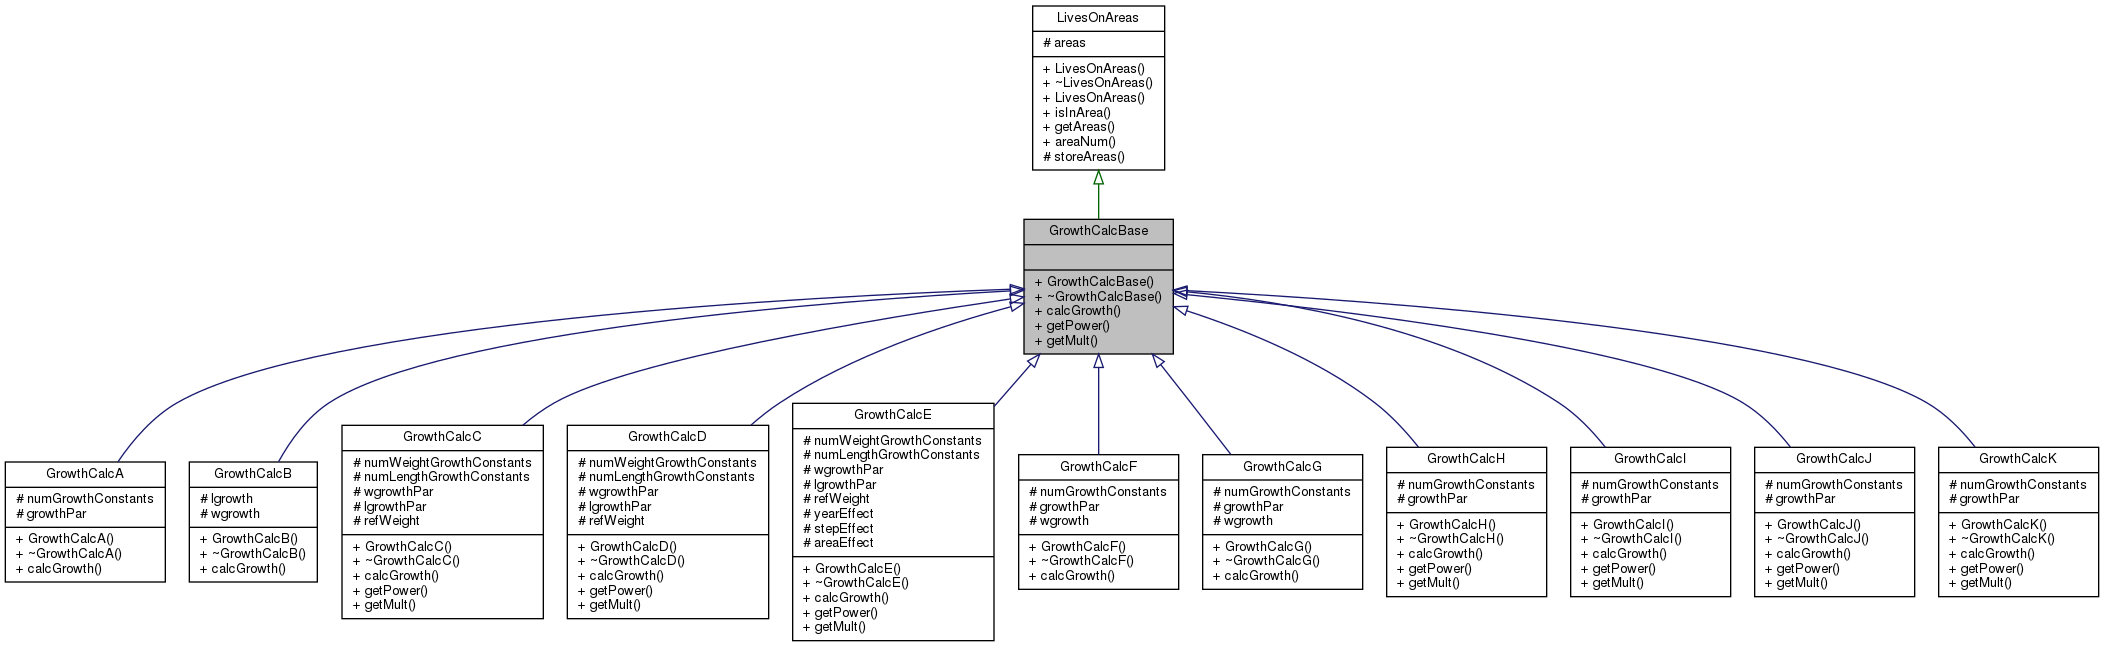 LivesOnAreas
# areas
+ LivesOnAreas()
+ ~LivesOnAreas()
+ LivesOnAreas()
+ isInArea()
+ getAreas()
+ areaNum()
# storeAreas()
GrowthCalcBase
+ GrowthCalcBase()
+ ~GrowthCalcBase()
+ calcGrowth()
+ getPower()
+ getMult()
GrowthCalcA
# numGrowthConstants
# growthPar
+ GrowthCalcA()
+ ~GrowthCalcA()
+ calcGrowth()
GrowthCalcB
# lgrowth
# wgrowth
+ GrowthCalcB()
+ ~GrowthCalcB()
+ calcGrowth()
GrowthCalcC
# numWeightGrowthConstants
# numLengthGrowthConstants
# wgrowthPar
# lgrowthPar
# refWeight
+ GrowthCalcC()
+ ~GrowthCalcC()
+ calcGrowth()
+ getPower()
+ getMult()
GrowthCalcD
# numWeightGrowthConstants
# numLengthGrowthConstants
# wgrowthPar
# lgrowthPar
# refWeight
+ GrowthCalcD()
+ ~GrowthCalcD()
+ calcGrowth()
+ getPower()
+ getMult()
GrowthCalcE
# numWeightGrowthConstants
# numLengthGrowthConstants
# wgrowthPar
# lgrowthPar
# refWeight
# yearEffect
# stepEffect
# areaEffect
+ GrowthCalcE()
+ ~GrowthCalcE()
+ calcGrowth()
+ getPower()
+ getMult()
GrowthCalcF
# numGrowthConstants
# growthPar
# wgrowth
+ GrowthCalcF()
+ ~GrowthCalcF()
+ calcGrowth()
GrowthCalcG
# numGrowthConstants
# growthPar
# wgrowth
+ GrowthCalcG()
+ ~GrowthCalcG()
+ calcGrowth()
GrowthCalcH
# numGrowthConstants
# growthPar
+ GrowthCalcH()
+ ~GrowthCalcH()
+ calcGrowth()
+ getPower()
+ getMult()
GrowthCalcI
# numGrowthConstants
# growthPar
+ GrowthCalcI()
+ ~GrowthCalcI()
+ calcGrowth()
+ getPower()
+ getMult()
GrowthCalcJ
# numGrowthConstants
# growthPar
+ GrowthCalcJ()
+ ~GrowthCalcJ()
+ calcGrowth()
+ getPower()
+ getMult()
GrowthCalcK
# numGrowthConstants
# growthPar
+ GrowthCalcK()
+ ~GrowthCalcK()
+ calcGrowth()
+ getPower()
+ getMult()